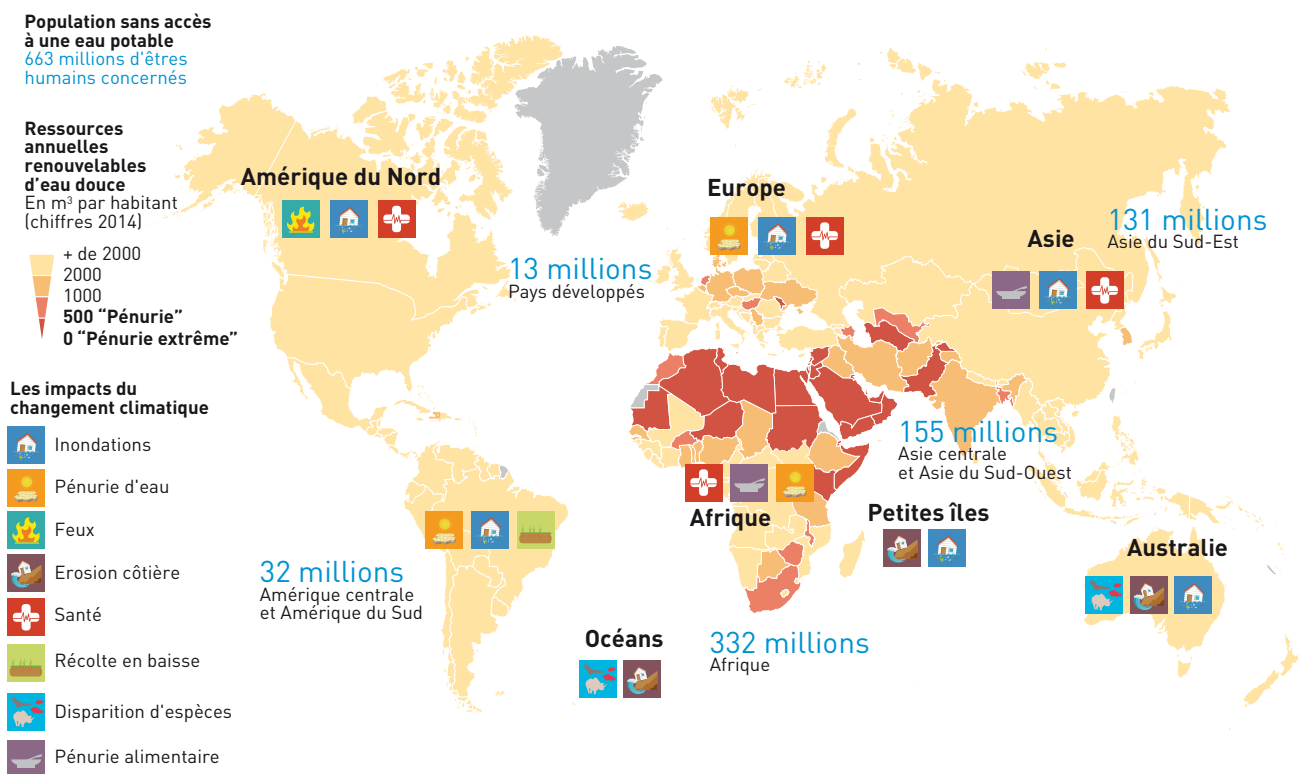 Population sans accès
à une eau potable
663 millions d'êtres
humains concernés
Ressources
annuelles
renouvelables
d'eau douce
En m³ par habitant
(chiffres 2014)
+ de 2000
2000
1000
500 “Pénurie”
0 “Pénurie extrême”
Les impacts du
changement climatique
Inondations
Pénurie d'eau
Feux
Erosion côtière
Santé
Récolte en baisse
Disparition d'espèces
Pénurie alimentaire
Amérique du Nord
13 millions
Pays développés
Europe
Asie
131 millions
Asie du Sud-Est
155 millions
Asie centrale
et Asie du Sud-Ouest
Afrique
Petites îles
Australie
32 millions
Amérique centrale
et Amérique du Sud
Océans
332 millions
Afrique